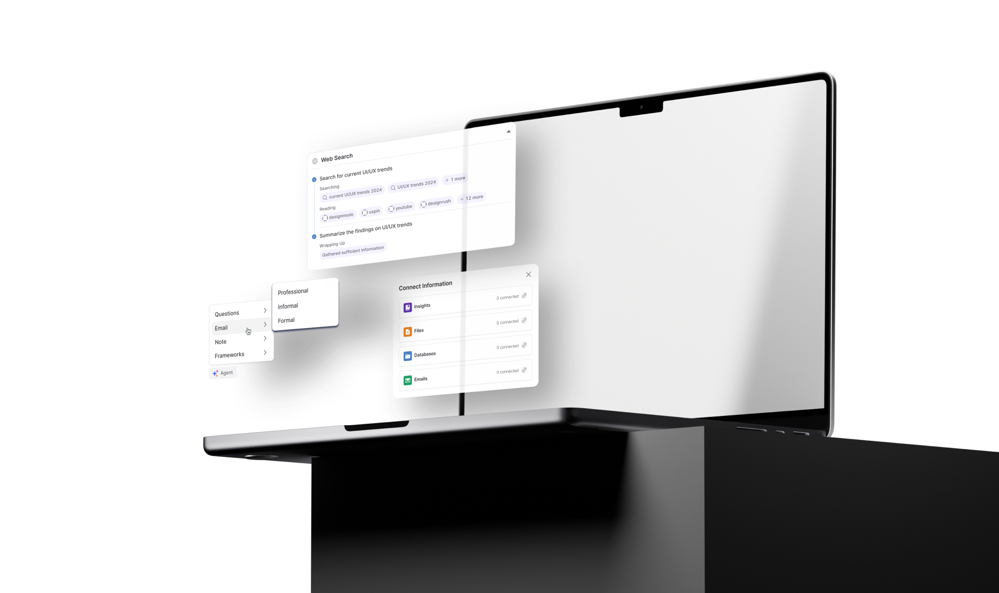 Web Search
Search for current UI/UX trends
Searching
current UI/UX trends 2024
UI/UX trends 2024
+ 1 more
Reading
designmodo
uxpin
youtube
designrush
+ 12 more
Summarize the findings on UI/UX trends
Wrapping Up
Gathered sufficient information
Professional
Informal
Formal
Questions
Email
Note
Frameworks
Agent
Connect Information
Insights
0 connected
Files
0 connected
Databases
0 connected
Emails
0 connected